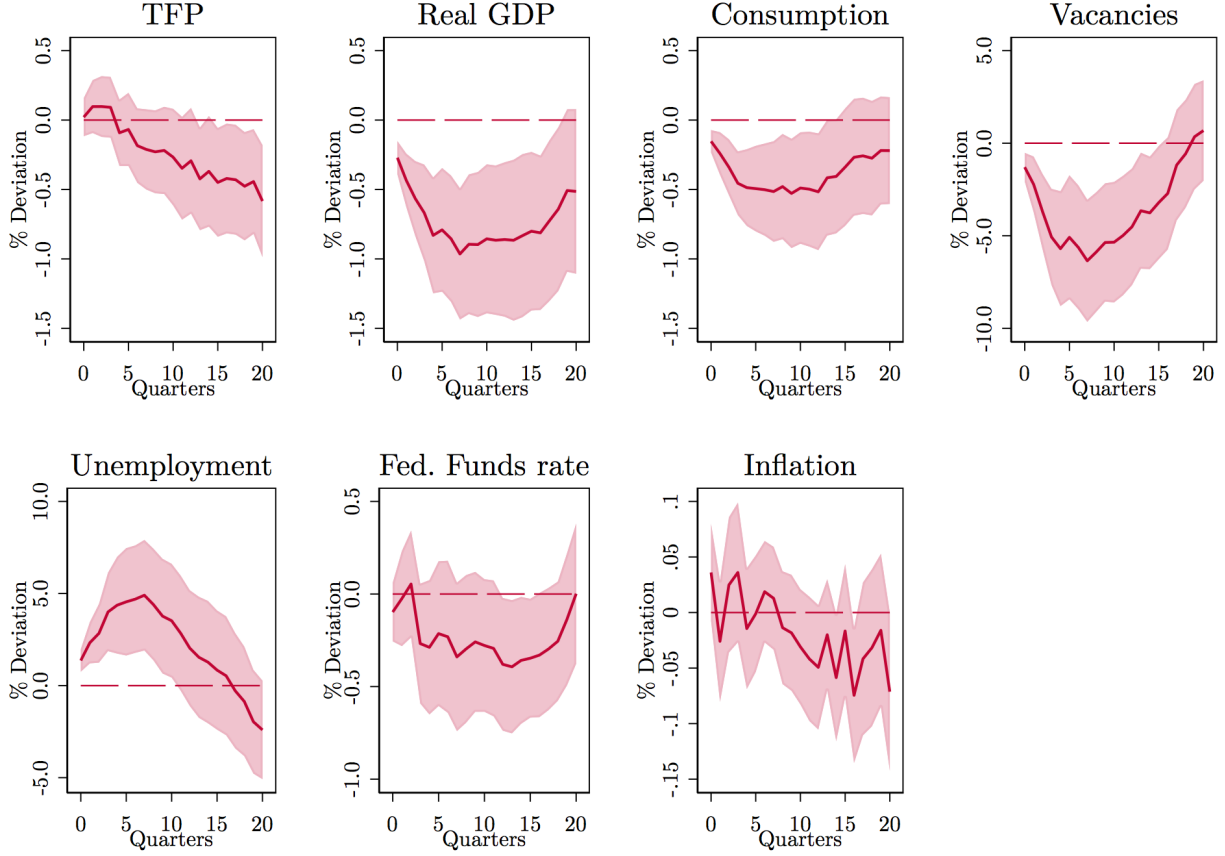 TFP
% Deviation
0.5
0.0
-0.5
-1.0
-1.5
0 5 10 15 20
Quarters
Real GDP
% Deviation
0.5
0.0
-0.5
-1.0
-1.5
0 5 10 15 20
Quarters
Consumption
% Deviation
0.5
0.0
-0.5
-1.0
-1.5
0 5 10 15 20
Quarters
Vacancies
% Deviation
5.0
0.0
-5.0
-10.0
0 5 10 15 20
Quarters
Unemployment
% Deviation
10.0
5.0
0.0
-5.0
0 5 10 15 20
Quarters
Fed. Funds rate
% Deviation
0.5
0.0
-0.5
-1.0
0 5 10 15 20
Quarters
Inflation
% Deviation
.1
.05
0
-.05
-.1
-.15
0 5 10 15 20
Quarters